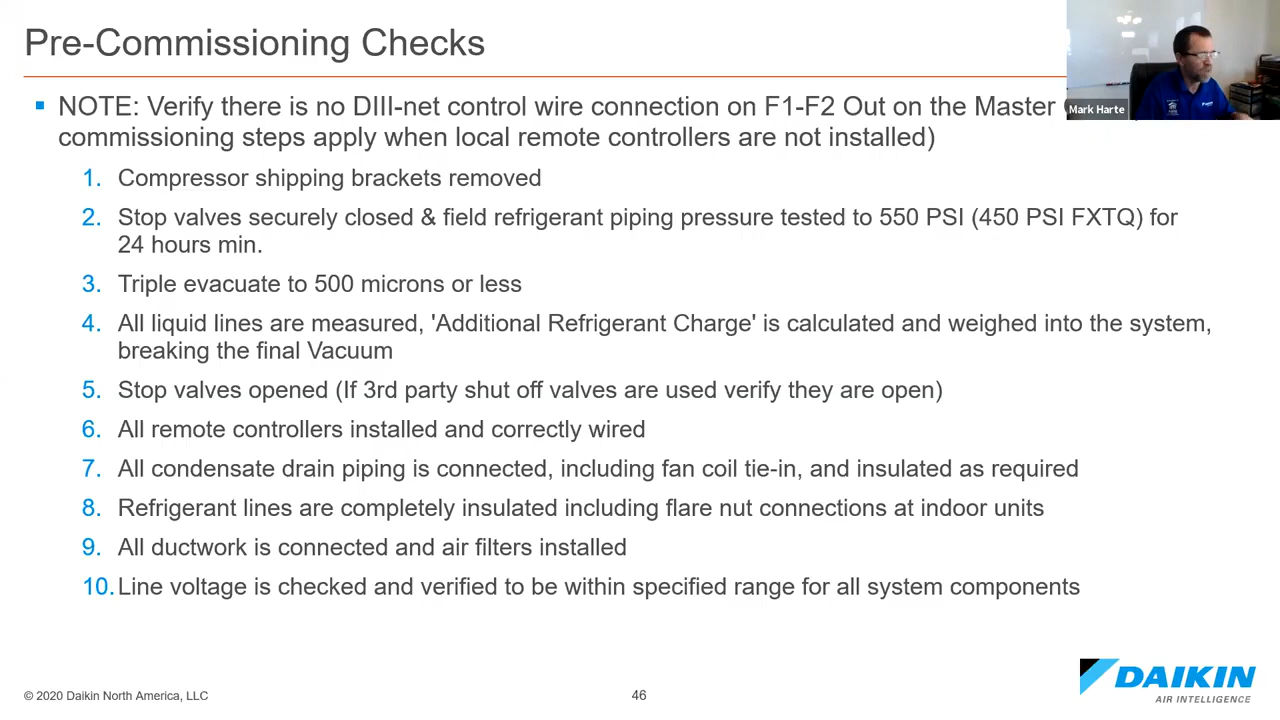 Pre-Commissioning Checks
Mark Harte
NOTE: Verify there is no DIII-net control wire connection on F1-F2 Out on the Master
commissioning steps apply when local remote controllers are not installed)
1. Compressor shipping brackets removed
2. Stop valves securely closed & field refrigerant piping pressure tested to 550 PSI (450 PSI FXTQ) for
24 hours min.
3. Triple evacuate to 500 microns or less
4. All liquid lines are measured, 'Additional Refrigerant Charge' is calculated and weighed into the system,
breaking the final Vacuum
5. Stop valves opened (If 3rd party shut off valves are used verify they are open)
6. All remote controllers installed and correctly wired
7. All condensate drain piping is connected, including fan coil tie-in, and insulated as required
8. Refrigerant lines are completely insulated including flare nut connections at indoor units
9. All ductwork is connected and air filters installed
10. Line voltage is checked and verified to be within specified range for all system components
© 2020 Daikin North America, LLC
46
DAIKIN
AIR INTELLIGENCE